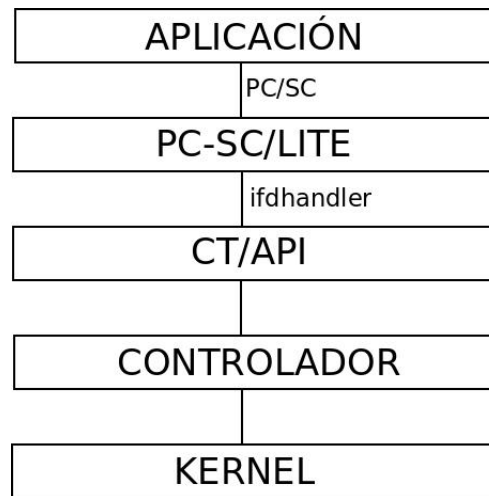 APLICACIÓN
PC/SC
PC-SC/LITE
ifdhandler
CT/API
CONTROLADOR
KERNEL